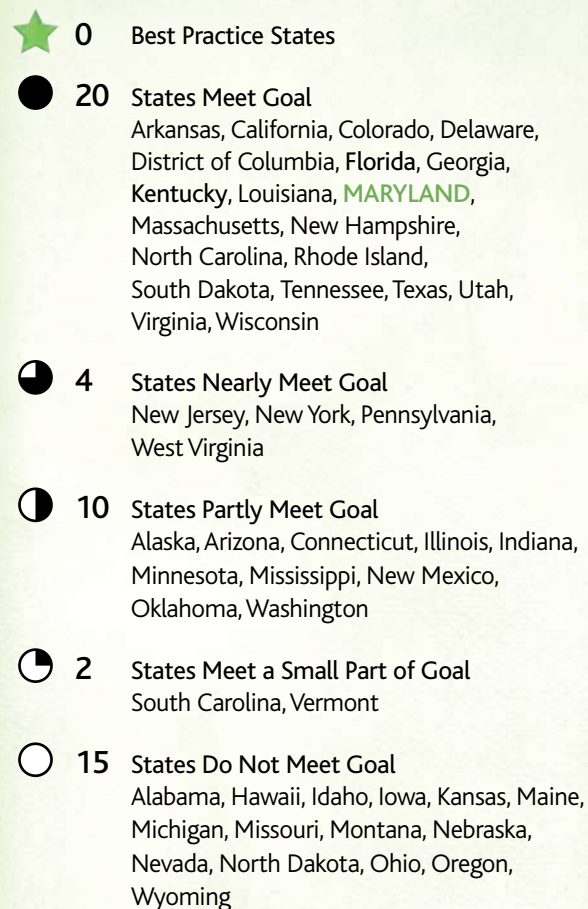 0 Best Practice States
20 States Meet Goal
Arkansas, California, Colorado, Delaware,
District of Columbia, Florida, Georgia,
Kentucky, Louisiana, MARYLAND,
Massachusetts, New Hampshire,
North Carolina, Rhode Island,
South Dakota, Tennessee, Texas, Utah,
Virginia, Wisconsin
4 States Nearly Meet Goal
New Jersey, New York, Pennsylvania,
West Virginia
10 States Partly Meet Goal
Alaska, Arizona, Connecticut, Illinois, Indiana,
Minnesota, Mississippi, New Mexico,
Oklahoma, Washington
2 States Meet a Small Part of Goal
South Carolina, Vermont
15 States Do Not Meet Goal
Alabama, Hawaii, Idaho, Iowa, Kansas, Maine,
Michigan, Missouri, Montana, Nebraska,
Nevada, North Dakota, Ohio, Oregon,
Wyoming